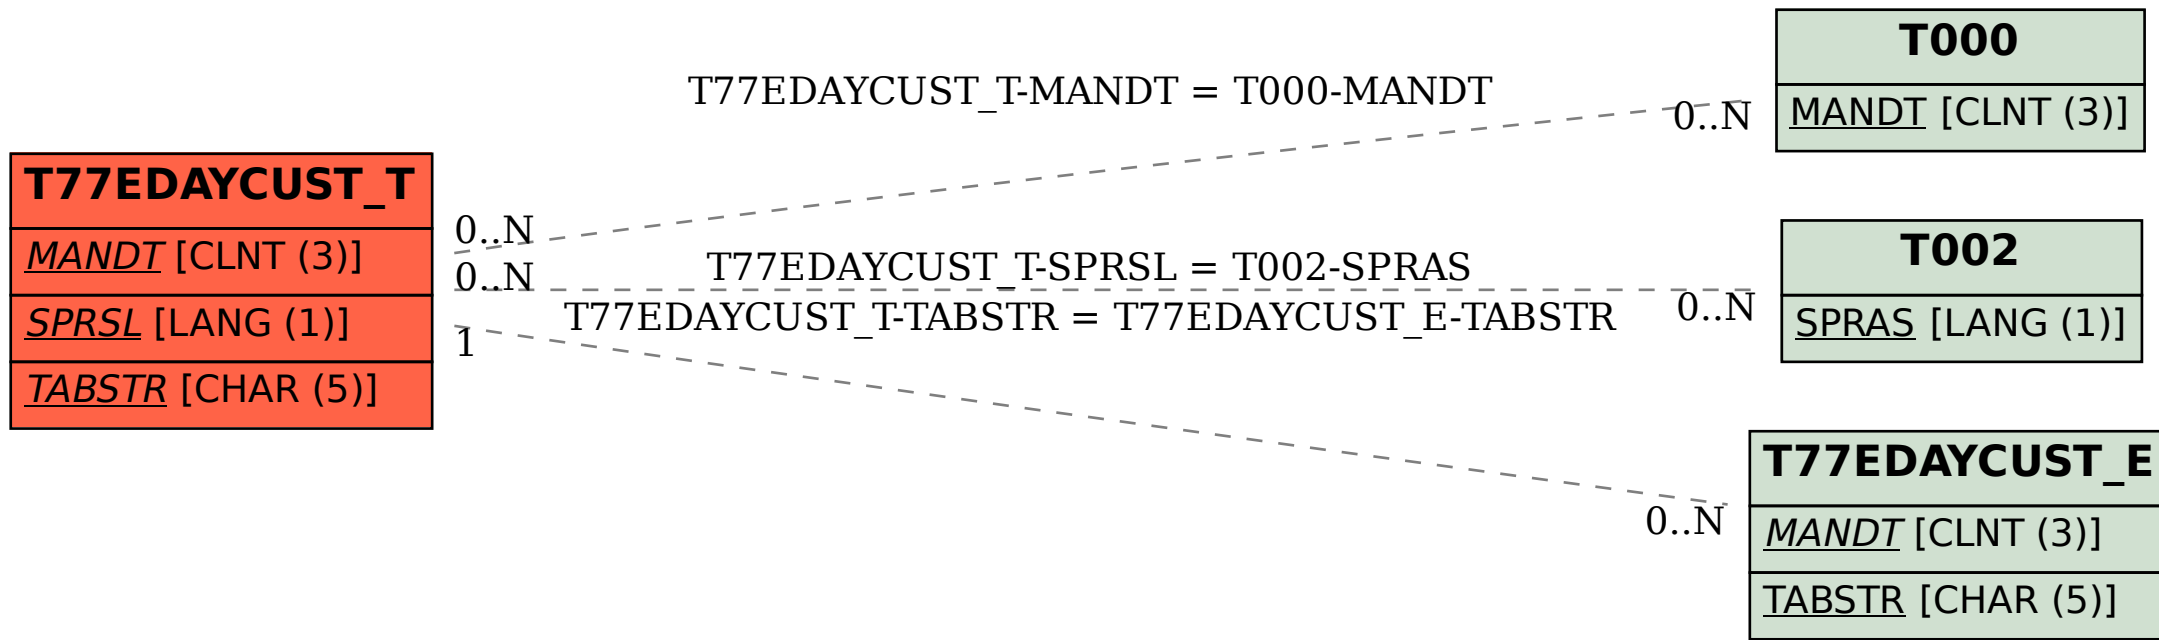 T77EDAYCUST_T
MANDT [CLNT (3)]
SPRSL [LANG (1)]
TABSTR [CHAR (5)]
T77EDAYCUST_T-MANDT = T000-MANDT
0..N
0..N
T77EDAYCUST_T-SPRSL = T002-SPRAS
0..N
0..N
T77EDAYCUST_T-TABSTR = T77EDAYCUST_E-TABSTR
1
0..N
T000
MANDT [CLNT (3)]
T002
SPRAS [LANG (1)]
T77EDAYCUST_E
MANDT [CLNT (3)]
TABSTR [CHAR (5)]